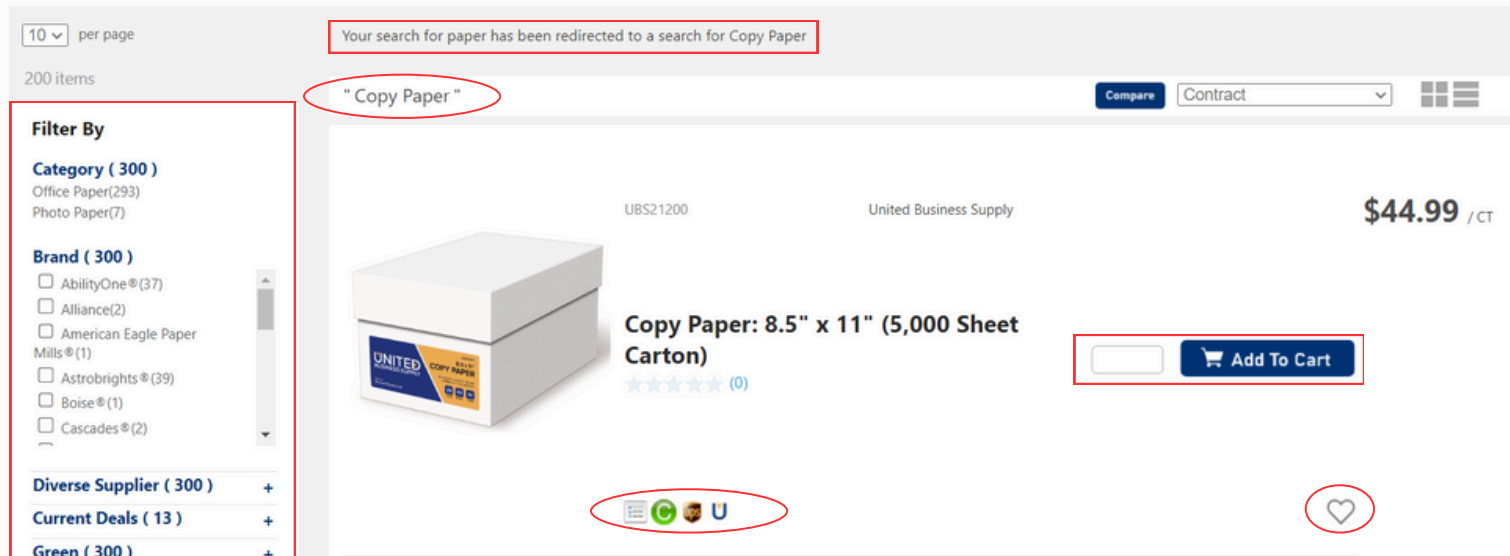 10 per page
Your search for paper has been redirected to a search for Copy Paper
200 items
" Copy Paper "
Compare
Contract
Filter By
Category ( 300 )
Office Paper(293)
Photo Paper(7)
Brand ( 300 )
AbilityOne®(37)
Alliance(2)
American Eagle Paper
Mills®(1)
Astrobrights®(39)
Boise®(1)
Cascades®(2)
Diverse Supplier ( 300 ) +
Current Deals ( 13 ) +
Green ( 300 ) +
UBS21200
United Business Supply
$44.99 / CT
UNITED
BUSINESS SUPPLY
COPY PAPER
Copy Paper: 8.5" x 11" (5,000 Sheet
Carton)
(0)
Add To Cart
C
U